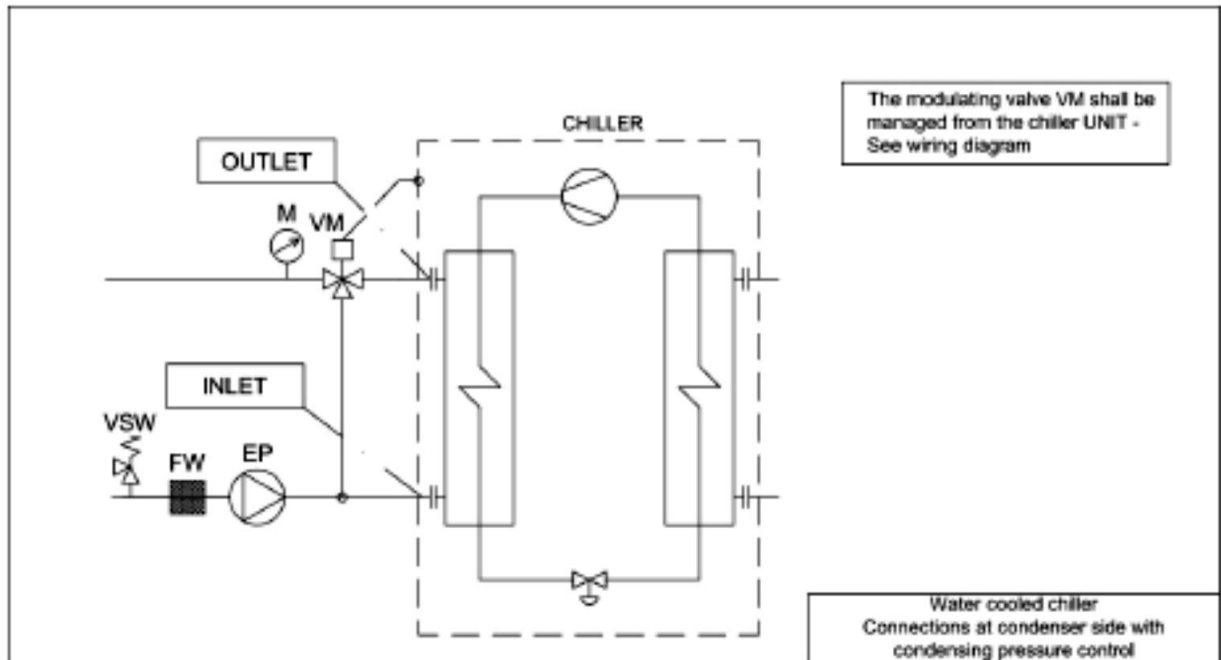 The modulating valve VM shall be
managed from the chiller UNIT -
See wiring diagram
CHILLER
OUTLET
M
VM
INLET
VSW
FW
EP
Water cooled chiller
Connections at condenser side with
condensing pressure control